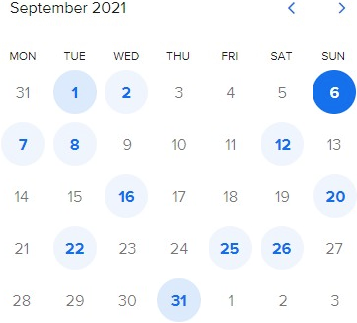 September 2021
MON TUE WED THU FRI SAT SUN
31 1 2 3 4 5 6
7 8 9 10 11 12 13
14 15 16 17 18 19 20
21 22 23 24 25 26 27
28 29 30 31 1 2 3